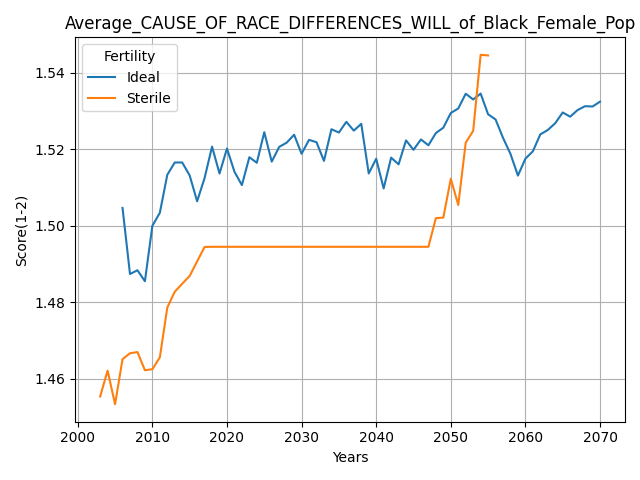 Average_CAUSE_OF_RACE_DIFFERENCES_WILL_of_Black_Female_Pop
Fertility
Ideal
Sterile
Score(1-2)
1.54
1.52
1.50
1.48
1.46
2000 2010 2020 2030 2040 2050 2060 2070
Years